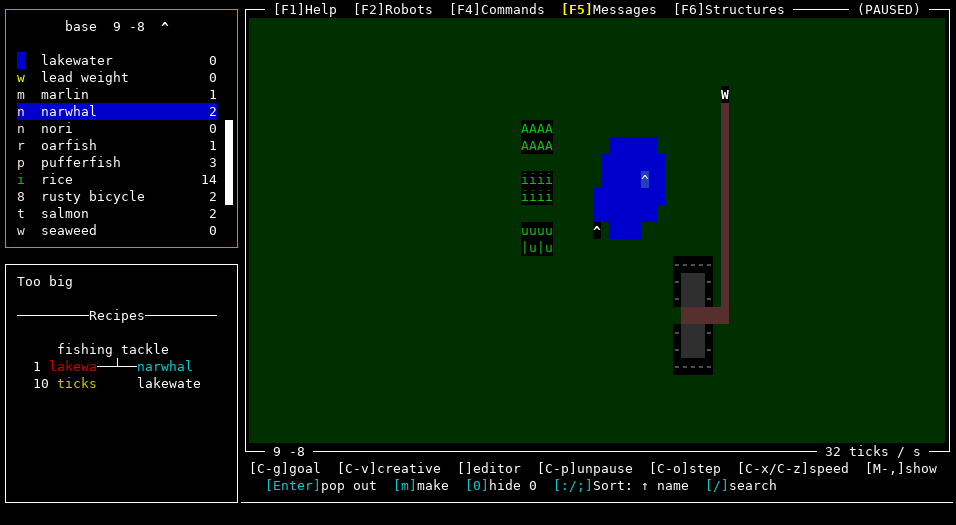 [F1]Help [F2]Robots [F4]Commands [F5]Messages [F6]Structures (PAUSED)
base 9 -8 ^
lakewater 0
w lead weight 0
m marlin 1
n narwhal 2
n nori 0
r oarfish 1
p pufferfish 3
i rice 14
8 rusty bicycle 2
t salmon 2
w seaweed 0
Too big
Recipes
fishing tackle
1 lakewa narwhal
10 ticks lakewate
W
AAAA
AAAA
iiii
iiii
^
uuuu
|u|u
^
9 -8 32 ticks / s
[C-g]goal [C-v]creative []editor [C-p]unpause [C-o]step [C-x/C-z]speed [M-,]show
[Enter]pop out [m]make [0]hide 0 [:/;]Sort: ↑ name [/]search